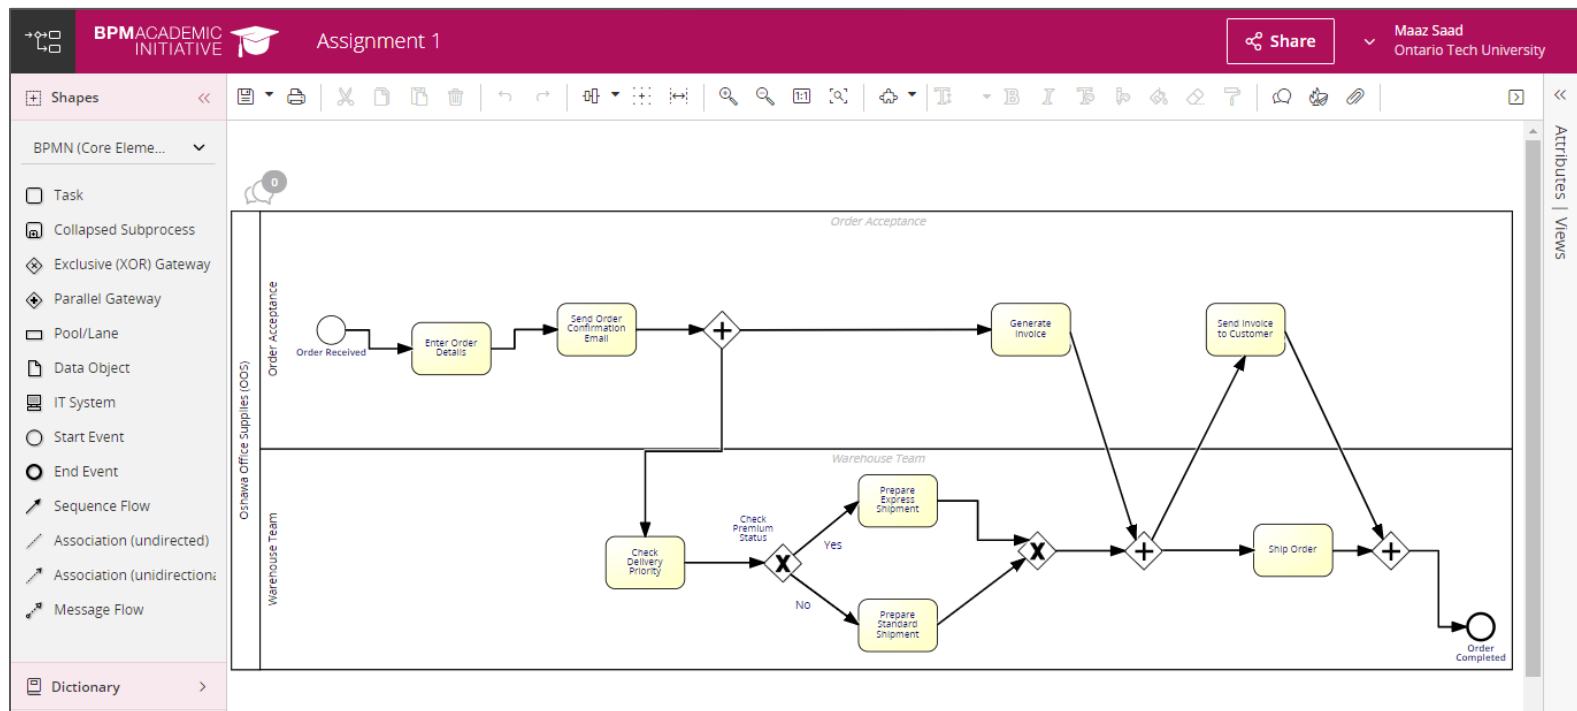 BPMACADEMIC
INITIATIVE
Assignment 1
Share
Maaz Saad
Ontario Tech University
Shapes
1:1
BPMN (Core Eleme...
Task
Collapsed Subprocess
Exclusive (XOR) Gateway
Parallel Gateway
Pool/Lane
Data Object
IT System
Start Event
End Event
Sequence Flow
Association (undirected)
Association (unidirectiona
Message Flow
Dictionary
0
Oshawa Office Supplies (OOS)
Order Acceptance
Order Acceptance
Order Received
Enter Order
Details
Send Order
Confirmation
Email
Generate
Invoice
Send Invoice
to Customer
Warehouse Team
Warehouse Team
Check
Delivery
Priority
Check
Premium
Status
Yes
No
Prepare
Express
Shipment
Prepare
Standard
Shipment
Ship Order
Order
Completed
Attributes | Views